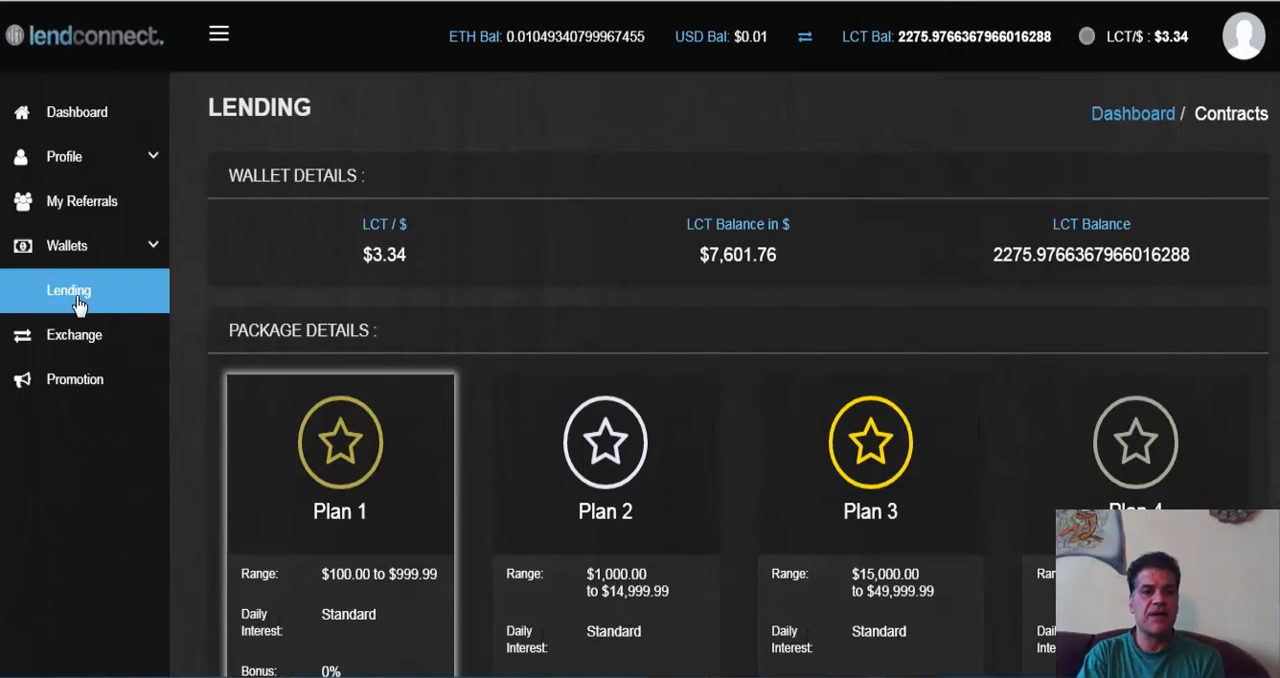 lendconnect.
ETH Bal: 0.01049340799967455 USD Bal: $0.01 LCT Bal: 2275.9766367966016288 LCT/$ : $3.34
Dashboard
Profile
My Referrals
Wallets
Lending
Exchange
Promotion
LENDING
Dashboard / Contracts
WALLET DETAILS :
LCT / $ LCT Balance in $ LCT Balance
$3.34 $7,601.76 2275.9766367966016288
PACKAGE DETAILS :
Plan 1
Range: $100.00 to $999.99
Daily Standard
Interest:
Bonus: 0%
Plan 2
Range: $1,000.00
to $14,999.99
Daily Standard
Interest:
Plan 3
Range: $15,000.00
to $49,999.99
Daily Standard
Interest:
Plan 4